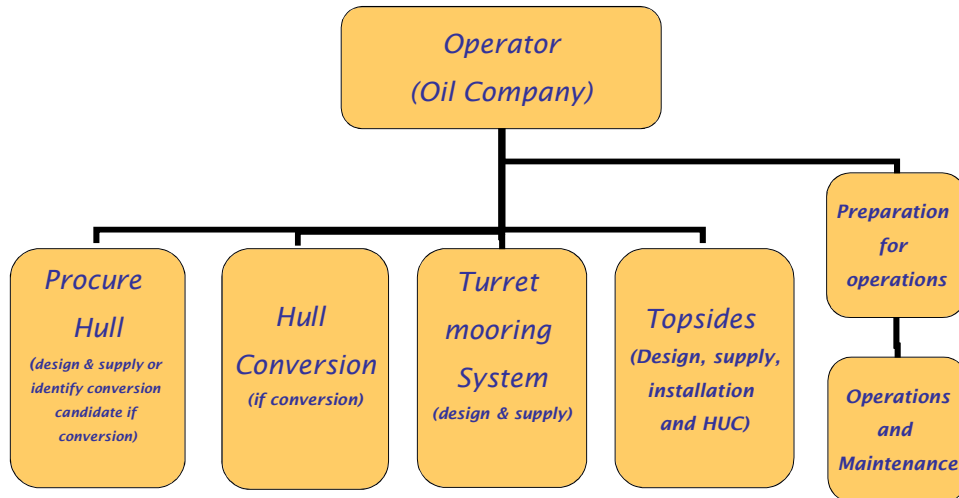 Operator
(Oil Company)
Preparation
for
operations
Procure
Hull
(design & supply or
identify conversion
candidate if
conversion)
Hull
Conversion
(if conversion)
Turret
mooring
System
(design & supply)
Topsides
(Design, supply,
installation
and HUC)
Operations
and
Maintenance